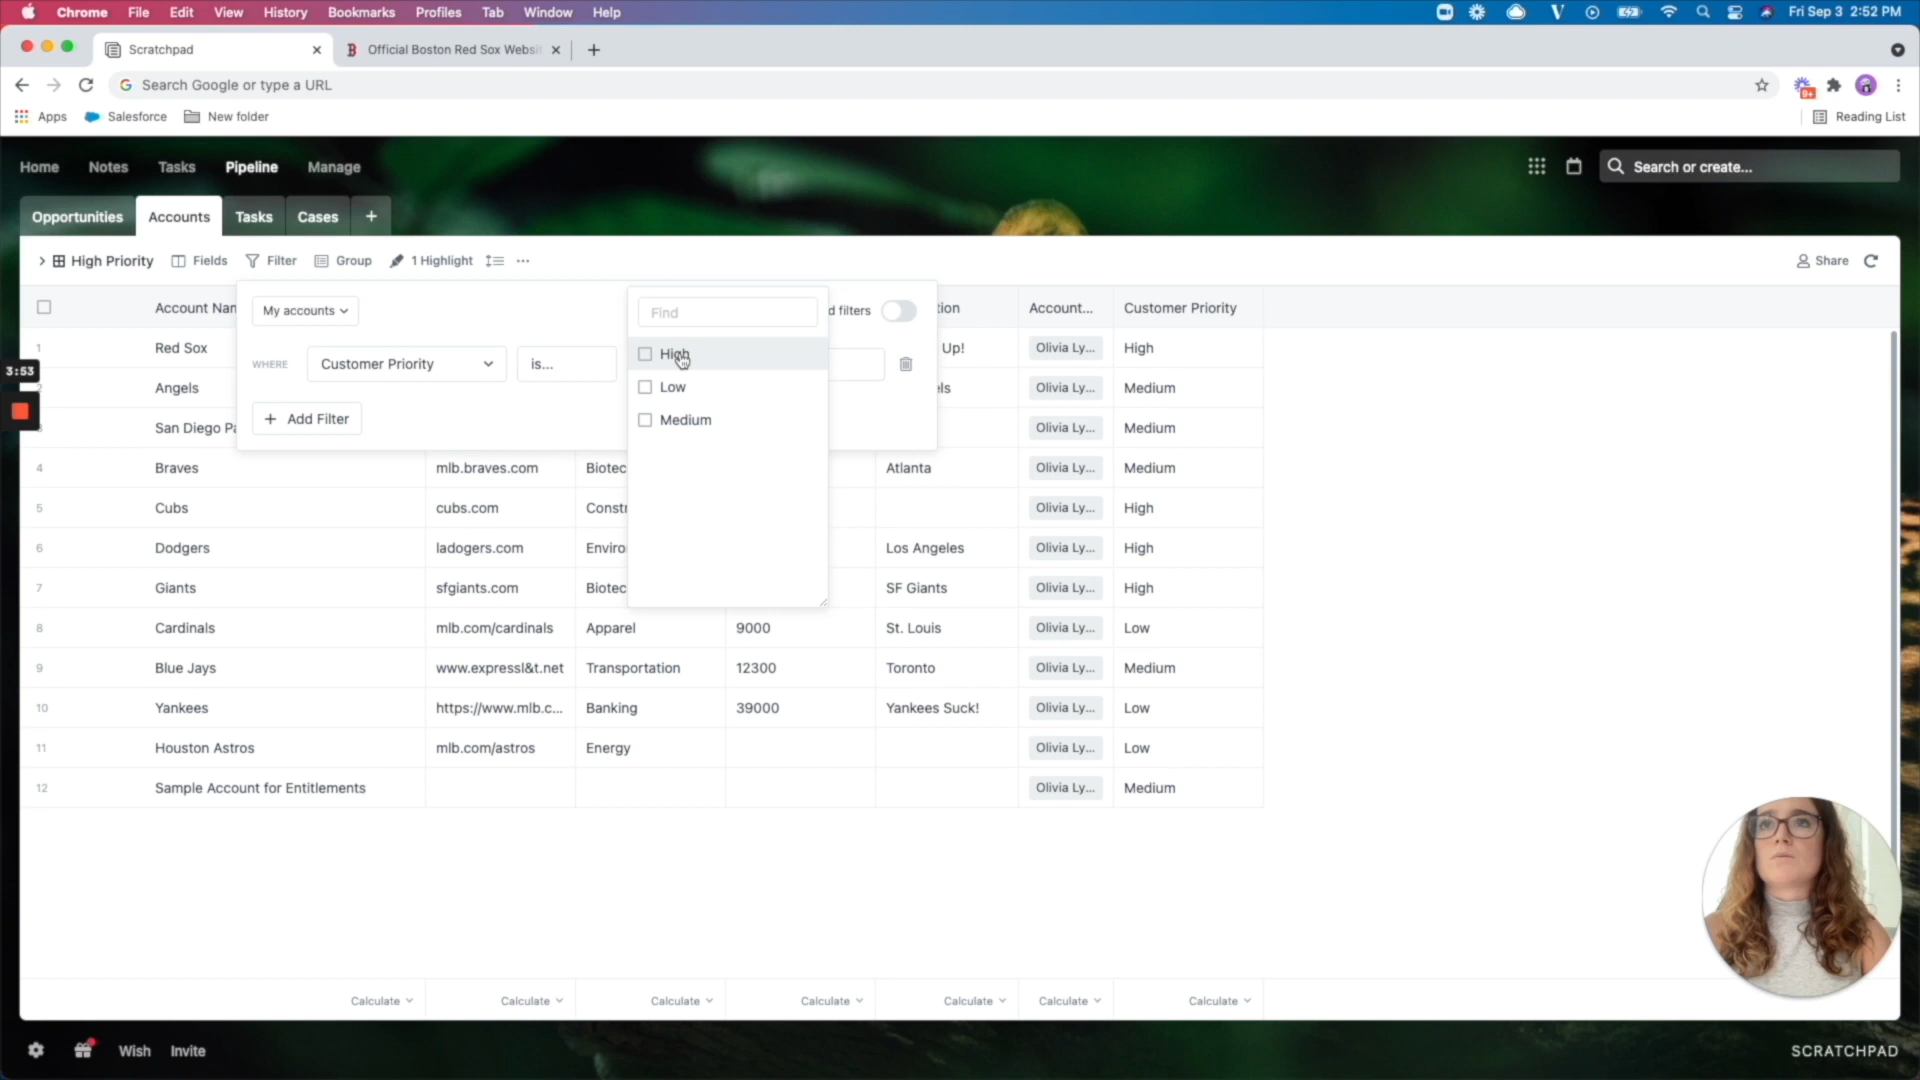 Chrome File Edit View History Bookmarks Profiles Tab Window Help Fri Sep 3 2:52 PM
Scratchpad Official Boston Red Sox Websit
Search Google or type a URL
9+
Apps Salesforce New folder Reading List
Home Notes Tasks Pipeline Manage Search or create...
Opportunities Accounts Tasks Cases +
High Priority Fields Filter Group 1 Highlight ... Share
Account Nan tion Account... Customer Priority
My accounts Find d filters
1 Red Sox Up! Olivia Ly... High
WHERE Customer Priority is... High
3:53
Angels els Olivia Ly... Medium
Low
+ Add Filter Medium
3 San Diego Pa Olivia Ly... Medium
4 Braves mlb.braves.com Biotec Atlanta Olivia Ly... Medium
5 Cubs cubs.com Constr Olivia Ly... High
6 Dodgers ladogers.com Enviro Los Angeles Olivia Ly... High
7 Giants sfgiants.com Biotec SF Giants Olivia Ly... High
8 Cardinals mlb.com/cardinals Apparel 9000 St. Louis Olivia Ly... Low
9 Blue Jays www.expressl&t.net Transportation 12300 Toronto Olivia Ly... Medium
10 Yankees https://www.mlb.c... Banking 39000 Yankees Suck! Olivia Ly... Low
11 Houston Astros mlb.com/astros Energy Olivia Ly... Low
12 Sample Account for Entitlements Olivia Ly... Medium
Calculate Calculate Calculate Calculate Calculate Calculate Calculate
Wish Invite SCRATCHPAD